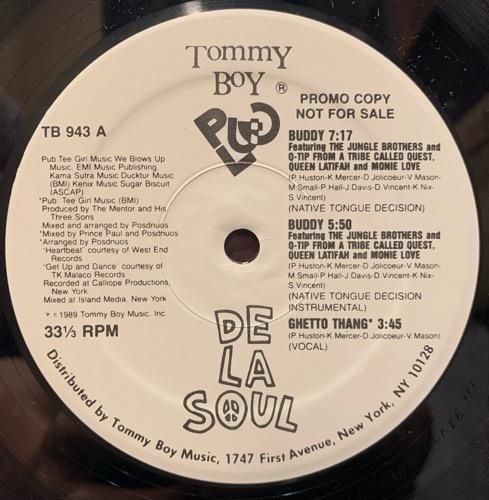 Tommy
Boy ®
PROMO COPY
NOT FOR SALE
TB 943 A
PLUG
Pub: Tee Girl Music We Blows Up
Music. EMI Music Publishing.
Kama Sutra Music Ducktur Music
(BMI) Kenix Music Sugar Biscuit
(ASCAP)
*Pub: Tee Girl Music (BMI)
Produced by The Mentor and His
Three Sons
Mixed and arranged by Posdnuos
*Mixed by Prince Paul and Posdnuos
*Arranged by Posdnuos
"Heartbeat" courtesy of West End
Records
"Get Up and Dance" courtesy of
TK Malaco Records
Recorded at Calliope Productions,
New York
Mixed at Island Media, New York
℗ © 1989 Tommy Boy Music. Inc.
33⅓ RPM
BUDDY 7:17
Featuring THE JUNGLE BROTHERS and
Q-TIP FROM A TRIBE CALLED QUEST,
QUEEN LATIFAH and MONIE LOVE
(P Huston-K Mercer-D. Jolicoeur-V Mason-
M-Small-P Hall-J Davis-D Vincent-K Nix-
S.Vincent)
(NATIVE TONGUE DECISION)
BUDDY 5:50
Featuring THE JUNGLE BROTHERS and
Q-TIP FROM A TRIBE CALLED QUEST,
QUEEN LATIFAH and MONIE LOVE
(P Huston-K Mercer-D Jolicoeur-V Mason-
M Small-P Hall-J Davis-D Vincent-K Nix-
S.Vincent)
(NATIVE TONGUE DECISION
INSTRUMENTAL)
GHETTO THANG* 3:45
(P Huston-K.Mercer-D Jolicoeur-V Mason)
(VOCAL)
DE
LA
SOUL
Distributed by Tommy Boy Music, 1747 First Avenue, New York, NY 10128